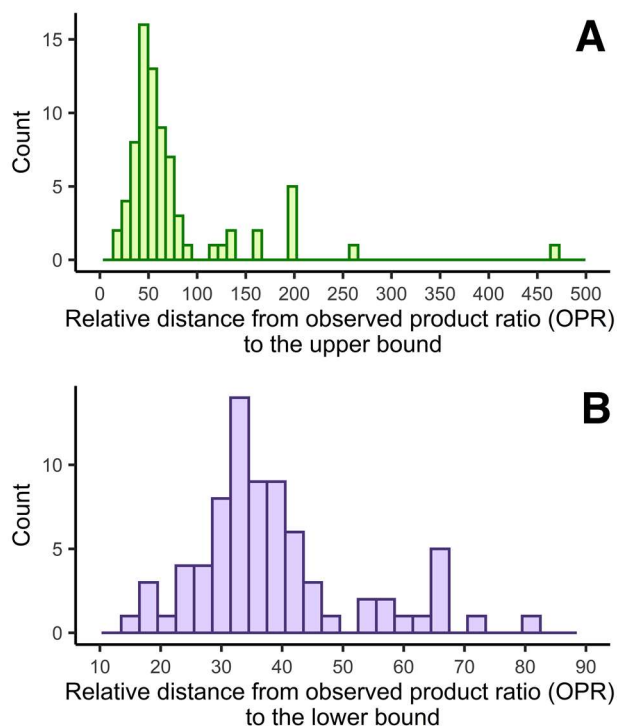 A
15
10
5
0
Count
0 50 100 150 200 250 300 350 400 450 500
Relative distance from observed product ratio (OPR)
to the upper bound
B
10
5
0
Count
10 20 30 40 50 60 70 80 90
Relative distance from observed product ratio (OPR)
to the lower bound